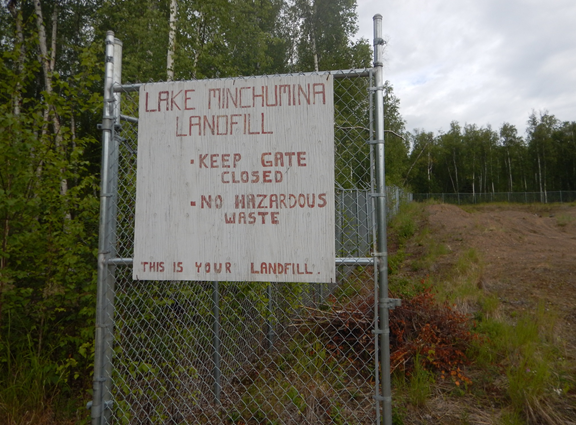 LAKE MINCHUMINA
LANDFILL
• KEEP GATE
CLOSED
• NO HAZARDOUS
WASTE
THIS IS YOUR LANDFILL.